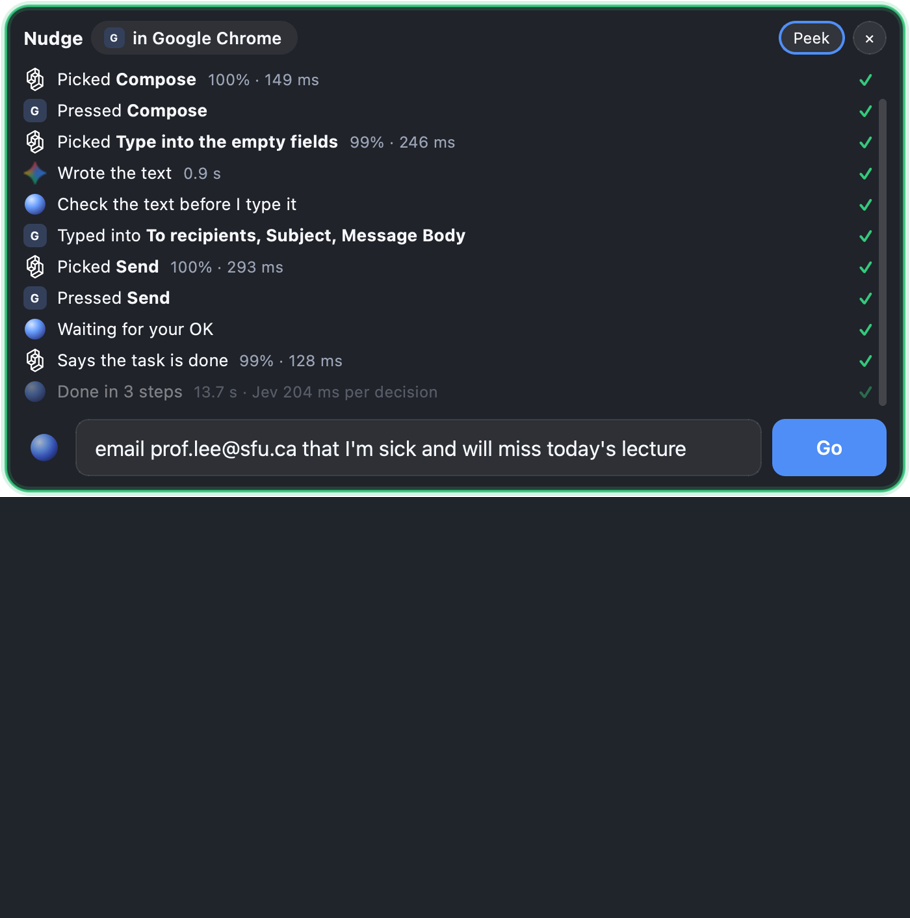 Nudge G in Google Chrome Peek ×
Picked Compose 100% · 149 ms
G Pressed Compose
Picked Type into the empty fields 99% · 246 ms
Wrote the text 0.9 s
Check the text before I type it
G Typed into To recipients, Subject, Message Body
Picked Send 100% · 293 ms
G Pressed Send
Waiting for your OK
Says the task is done 99% · 128 ms
Done in 3 steps 13.7 s · Jev 204 ms per decision
email prof.lee@sfu.ca that I'm sick and will miss today's lecture Go